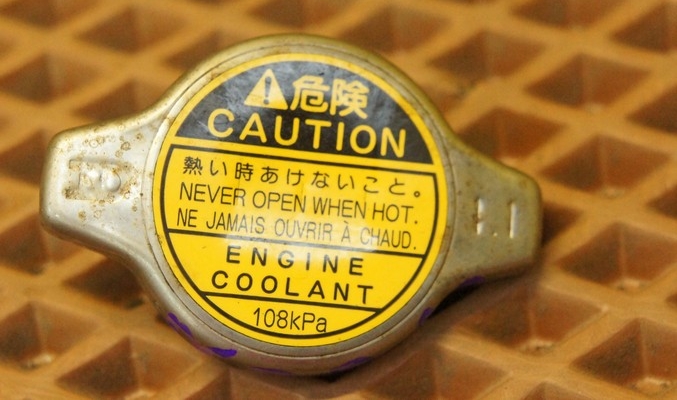 危険
CAUTION
熱い時あけないこと。
NEVER OPEN WHEN HOT.
NE JAMAIS OUVRIR À CHAUD.
ENGINE
COOLANT
108kPa